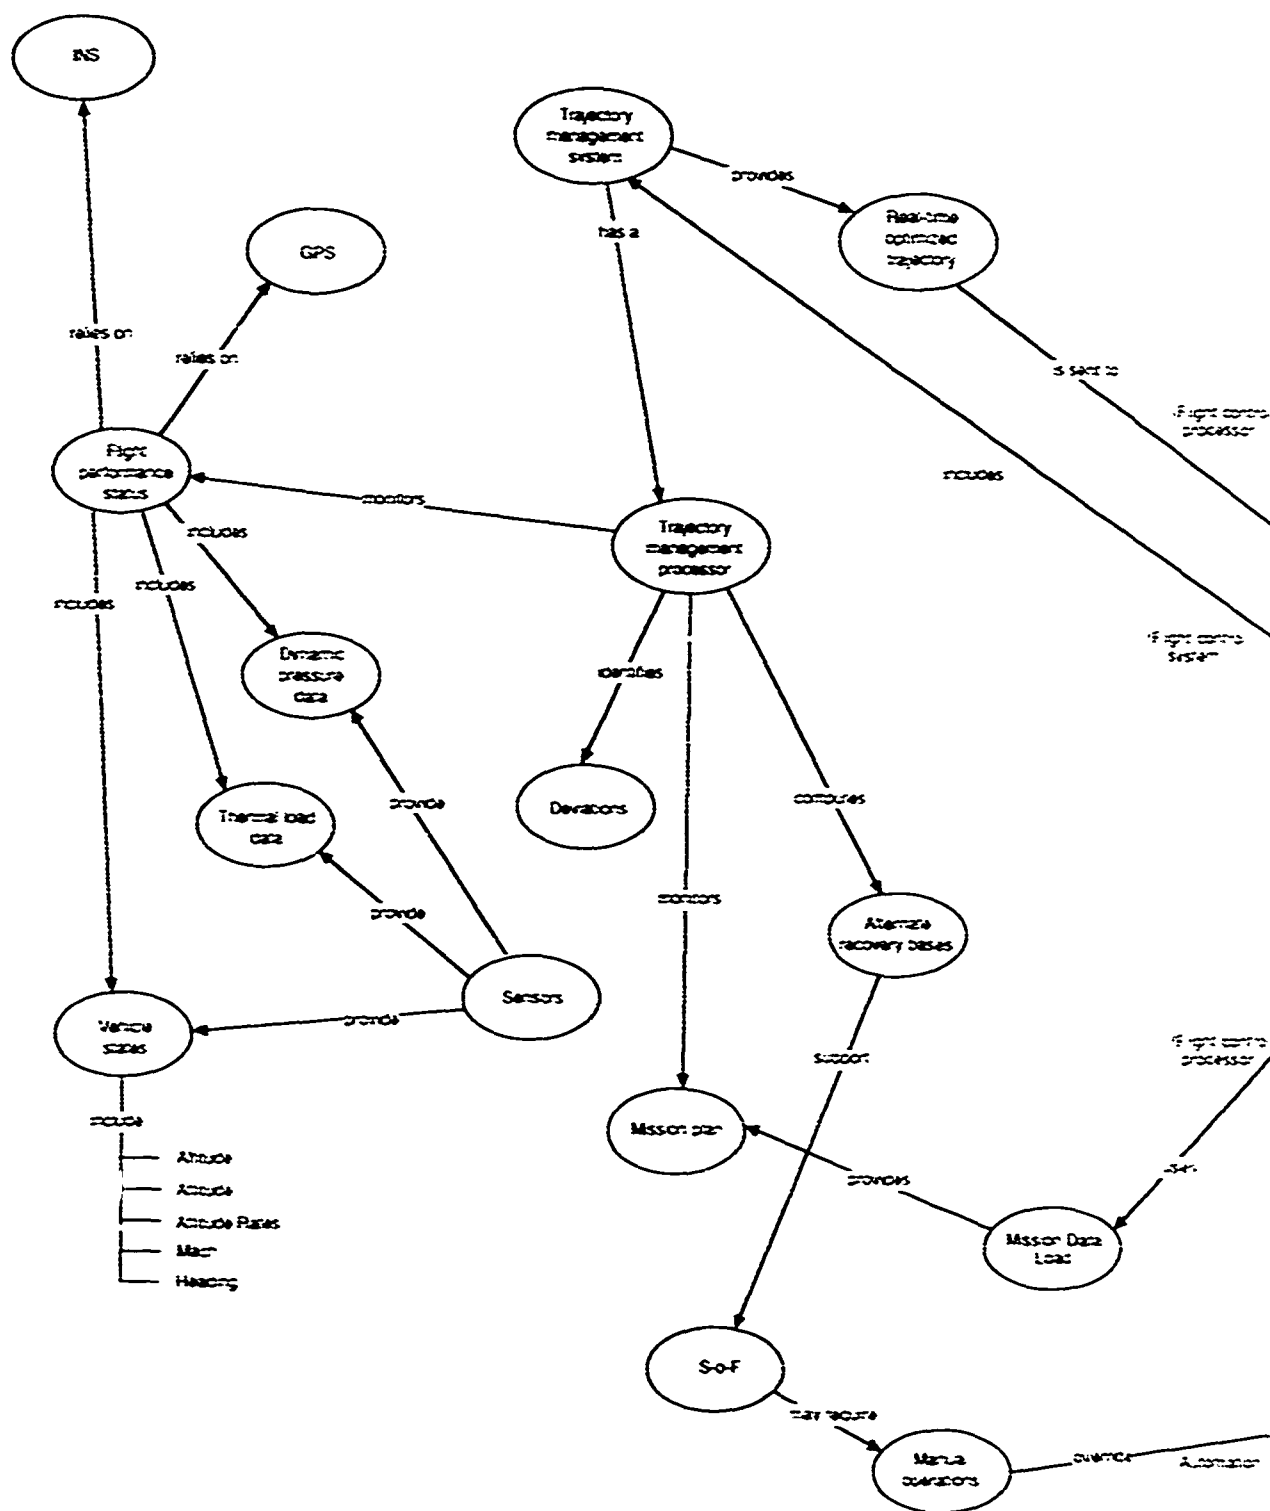 INS
Trajectory
management
system
provides
Real-time
optimized
trajectory
has a
GPS
relies on
relies on
is sent to
(Flight control
processor
includes
Flight
performance
status
monitors
Trajectory
management
processor
includes
includes
includes
(Flight control
system
Dynamic
pressure
data
identifies
Thermal load
data
provide
Deviations
computes
provide
monitors
Alternate
recovery bases
Sensors
Vehicle
states
provide
support
(Flight control
processor
include
Mission plan
provides
uses
Altitude
Attitude
Attitude Rates
Mach
Heading
Mission Data
Load
S-o-F
may require
Manual
operations
override
Automation